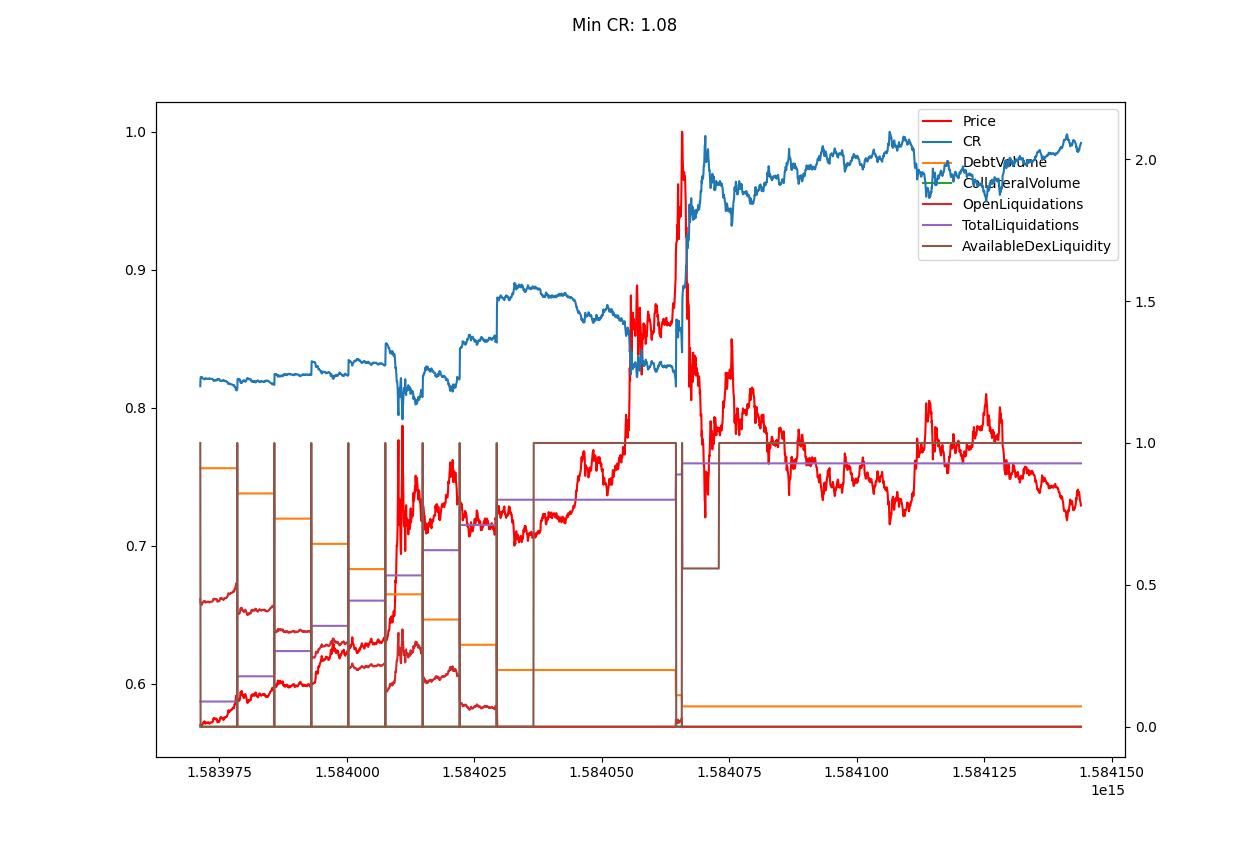 Min CR: 1.08
1.0
0.9
0.8
0.7
0.6
2.0
1.5
1.0
0.5
0.0
Price
CR
DebtVolume
CollateralVolume
OpenLiquidations
TotalLiquidations
AvailableDexLiquidity
1.583975 1.584000 1.584025 1.584050 1.584075 1.584100 1.584125 1.584150
1e15